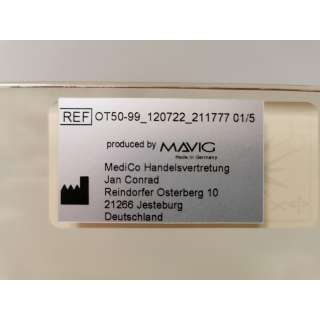 REF OT50-99_120722_211777 01/5
produced by MAVIG
Made in Germany
MediCo Handelsvertretung
Jan Conrad
Reindorfer Osterberg 10
21266 Jesteburg
Deutschland